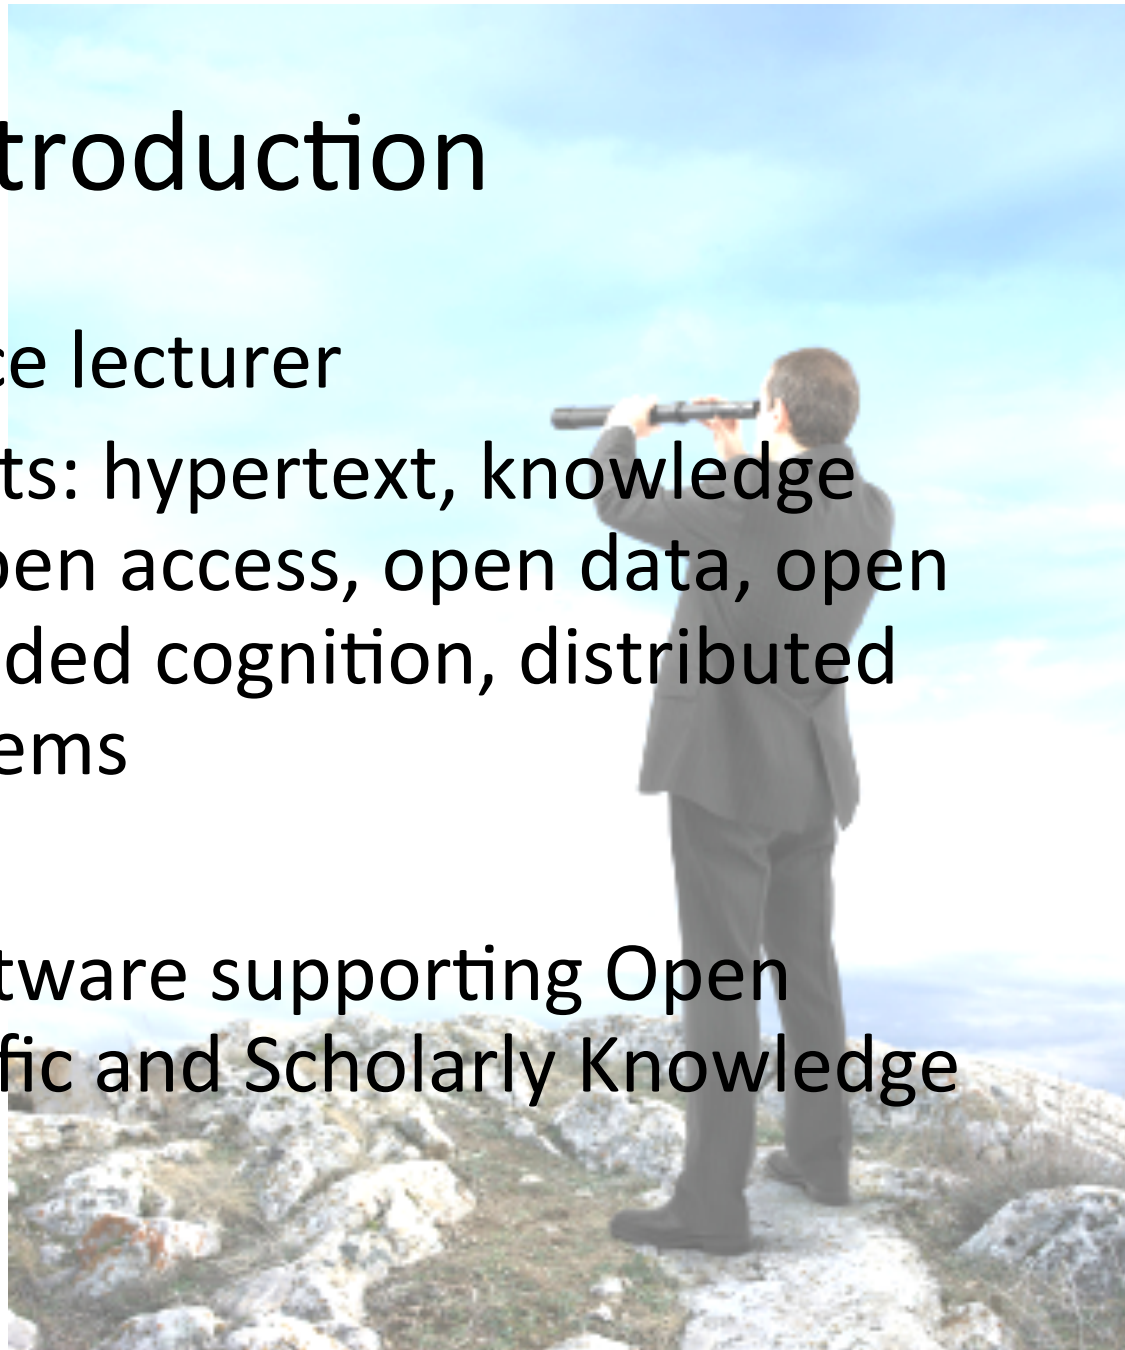 troduction
ce lecturer
ts: hypertext, knowledge
pen access, open data, open
ded cognition, distributed
ems
tware supporting Open
fic and Scholarly Knowledge